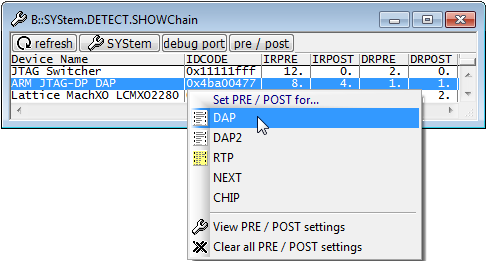 B::SYStem.DETECT.SHOWChain
refresh SYStem debug port pre / post
Device Name IDCODE IRPRE IRPOST DRPRE DRPOST
JTAG Switcher 0x11111fff 12. 0. 2. 0.
ARM JTAG-DP DAP 0x4ba00477 8. 4. 1. 1.
Lattice MachXO LCMXO2280 2.
Set PRE / POST for...
DAP
DAP2
RTP
NEXT
CHIP
View PRE / POST settings
Clear all PRE / POST settings